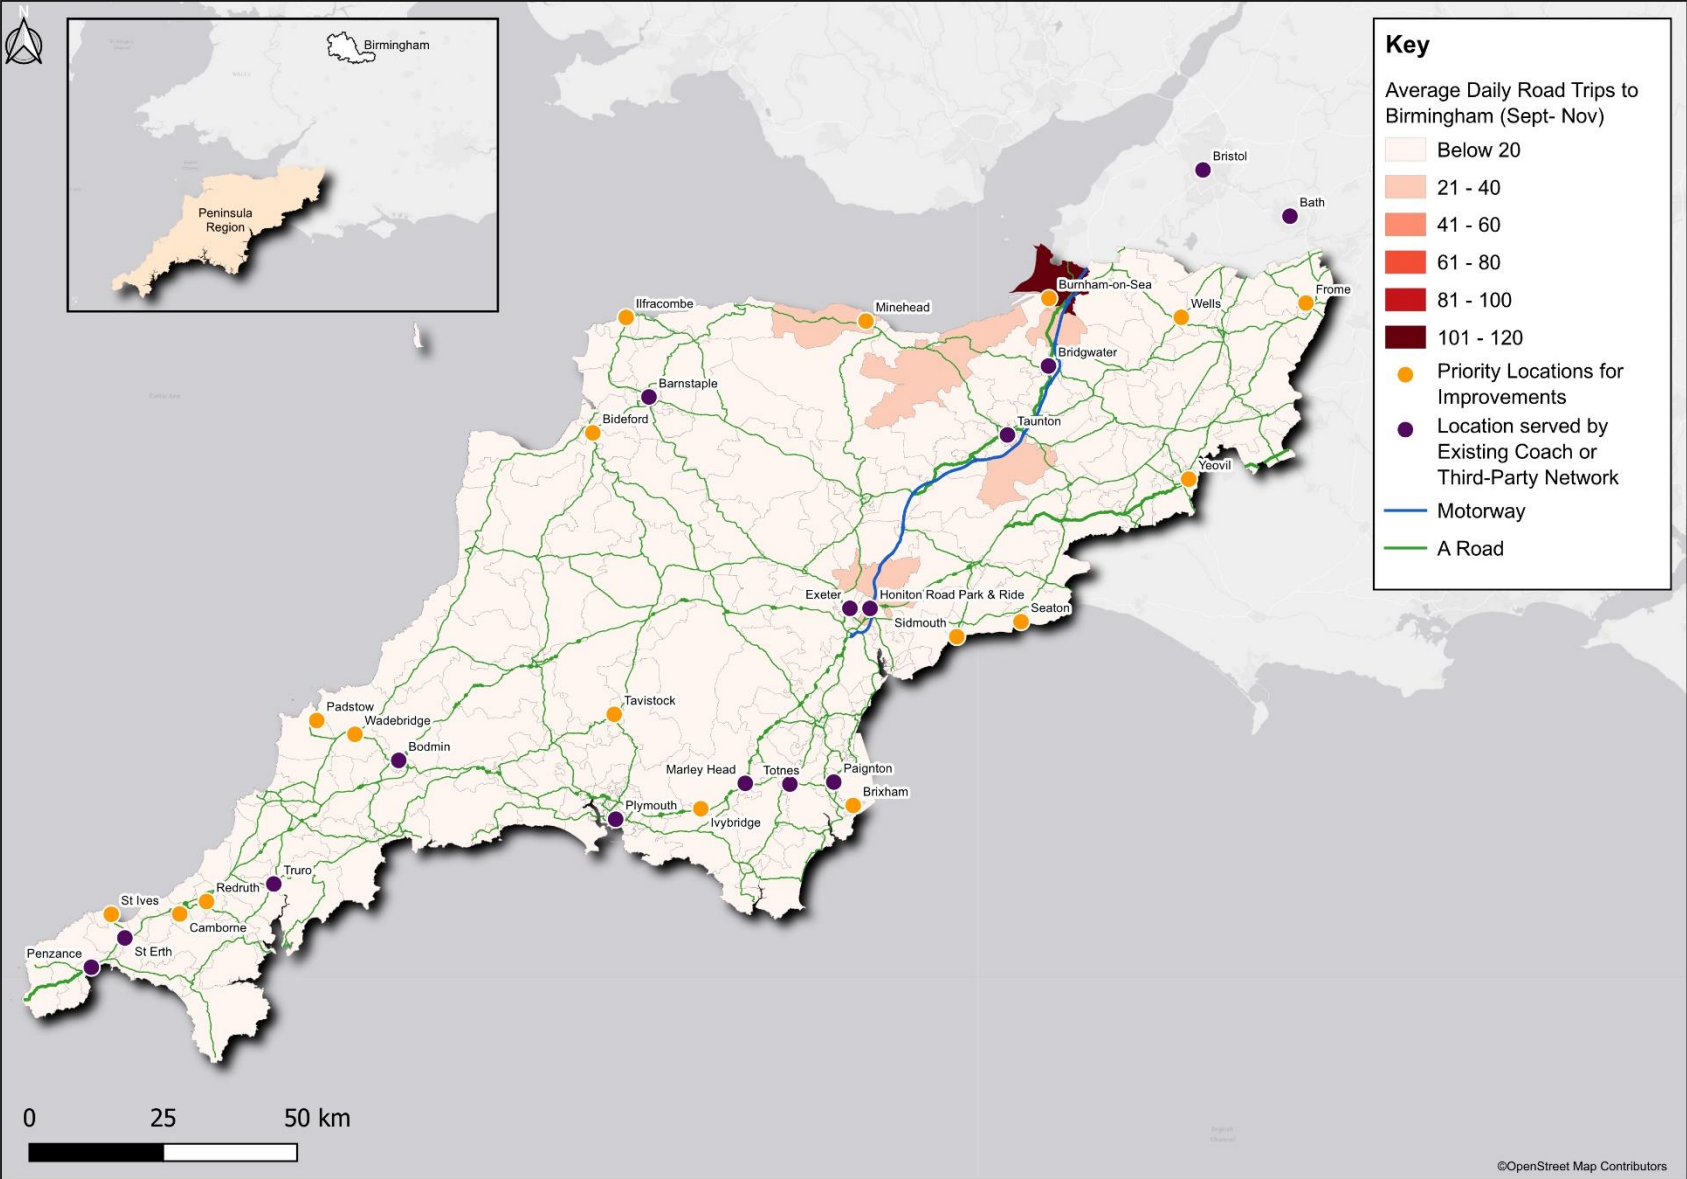 N
Birmingham
WALES
Peninsula
Region
Key
Average Daily Road Trips to
Birmingham (Sept- Nov)
Below 20
21 - 40
41 - 60
61 - 80
81 - 100
101 - 120
Priority Locations for
Improvements
Location served by
Existing Coach or
Third-Party Network
Motorway
A Road
Bristol
Bath
Burnham-on-Sea
Frome
Wells
Ilfracombe
Minehead
Bridgwater
Barnstaple
Bideford
Taunton
Yeovil
Exeter
Honiton Road Park & Ride
Seaton
Sidmouth
Padstow
Wadebridge
Tavistock
Bodmin
Marley Head
Totnes
Paignton
Brixham
Plymouth
Ivybridge
Truro
Redruth
St Ives
Camborne
St Erth
Penzance
0 25 50 km
English
Channel
©OpenStreet Map Contributors